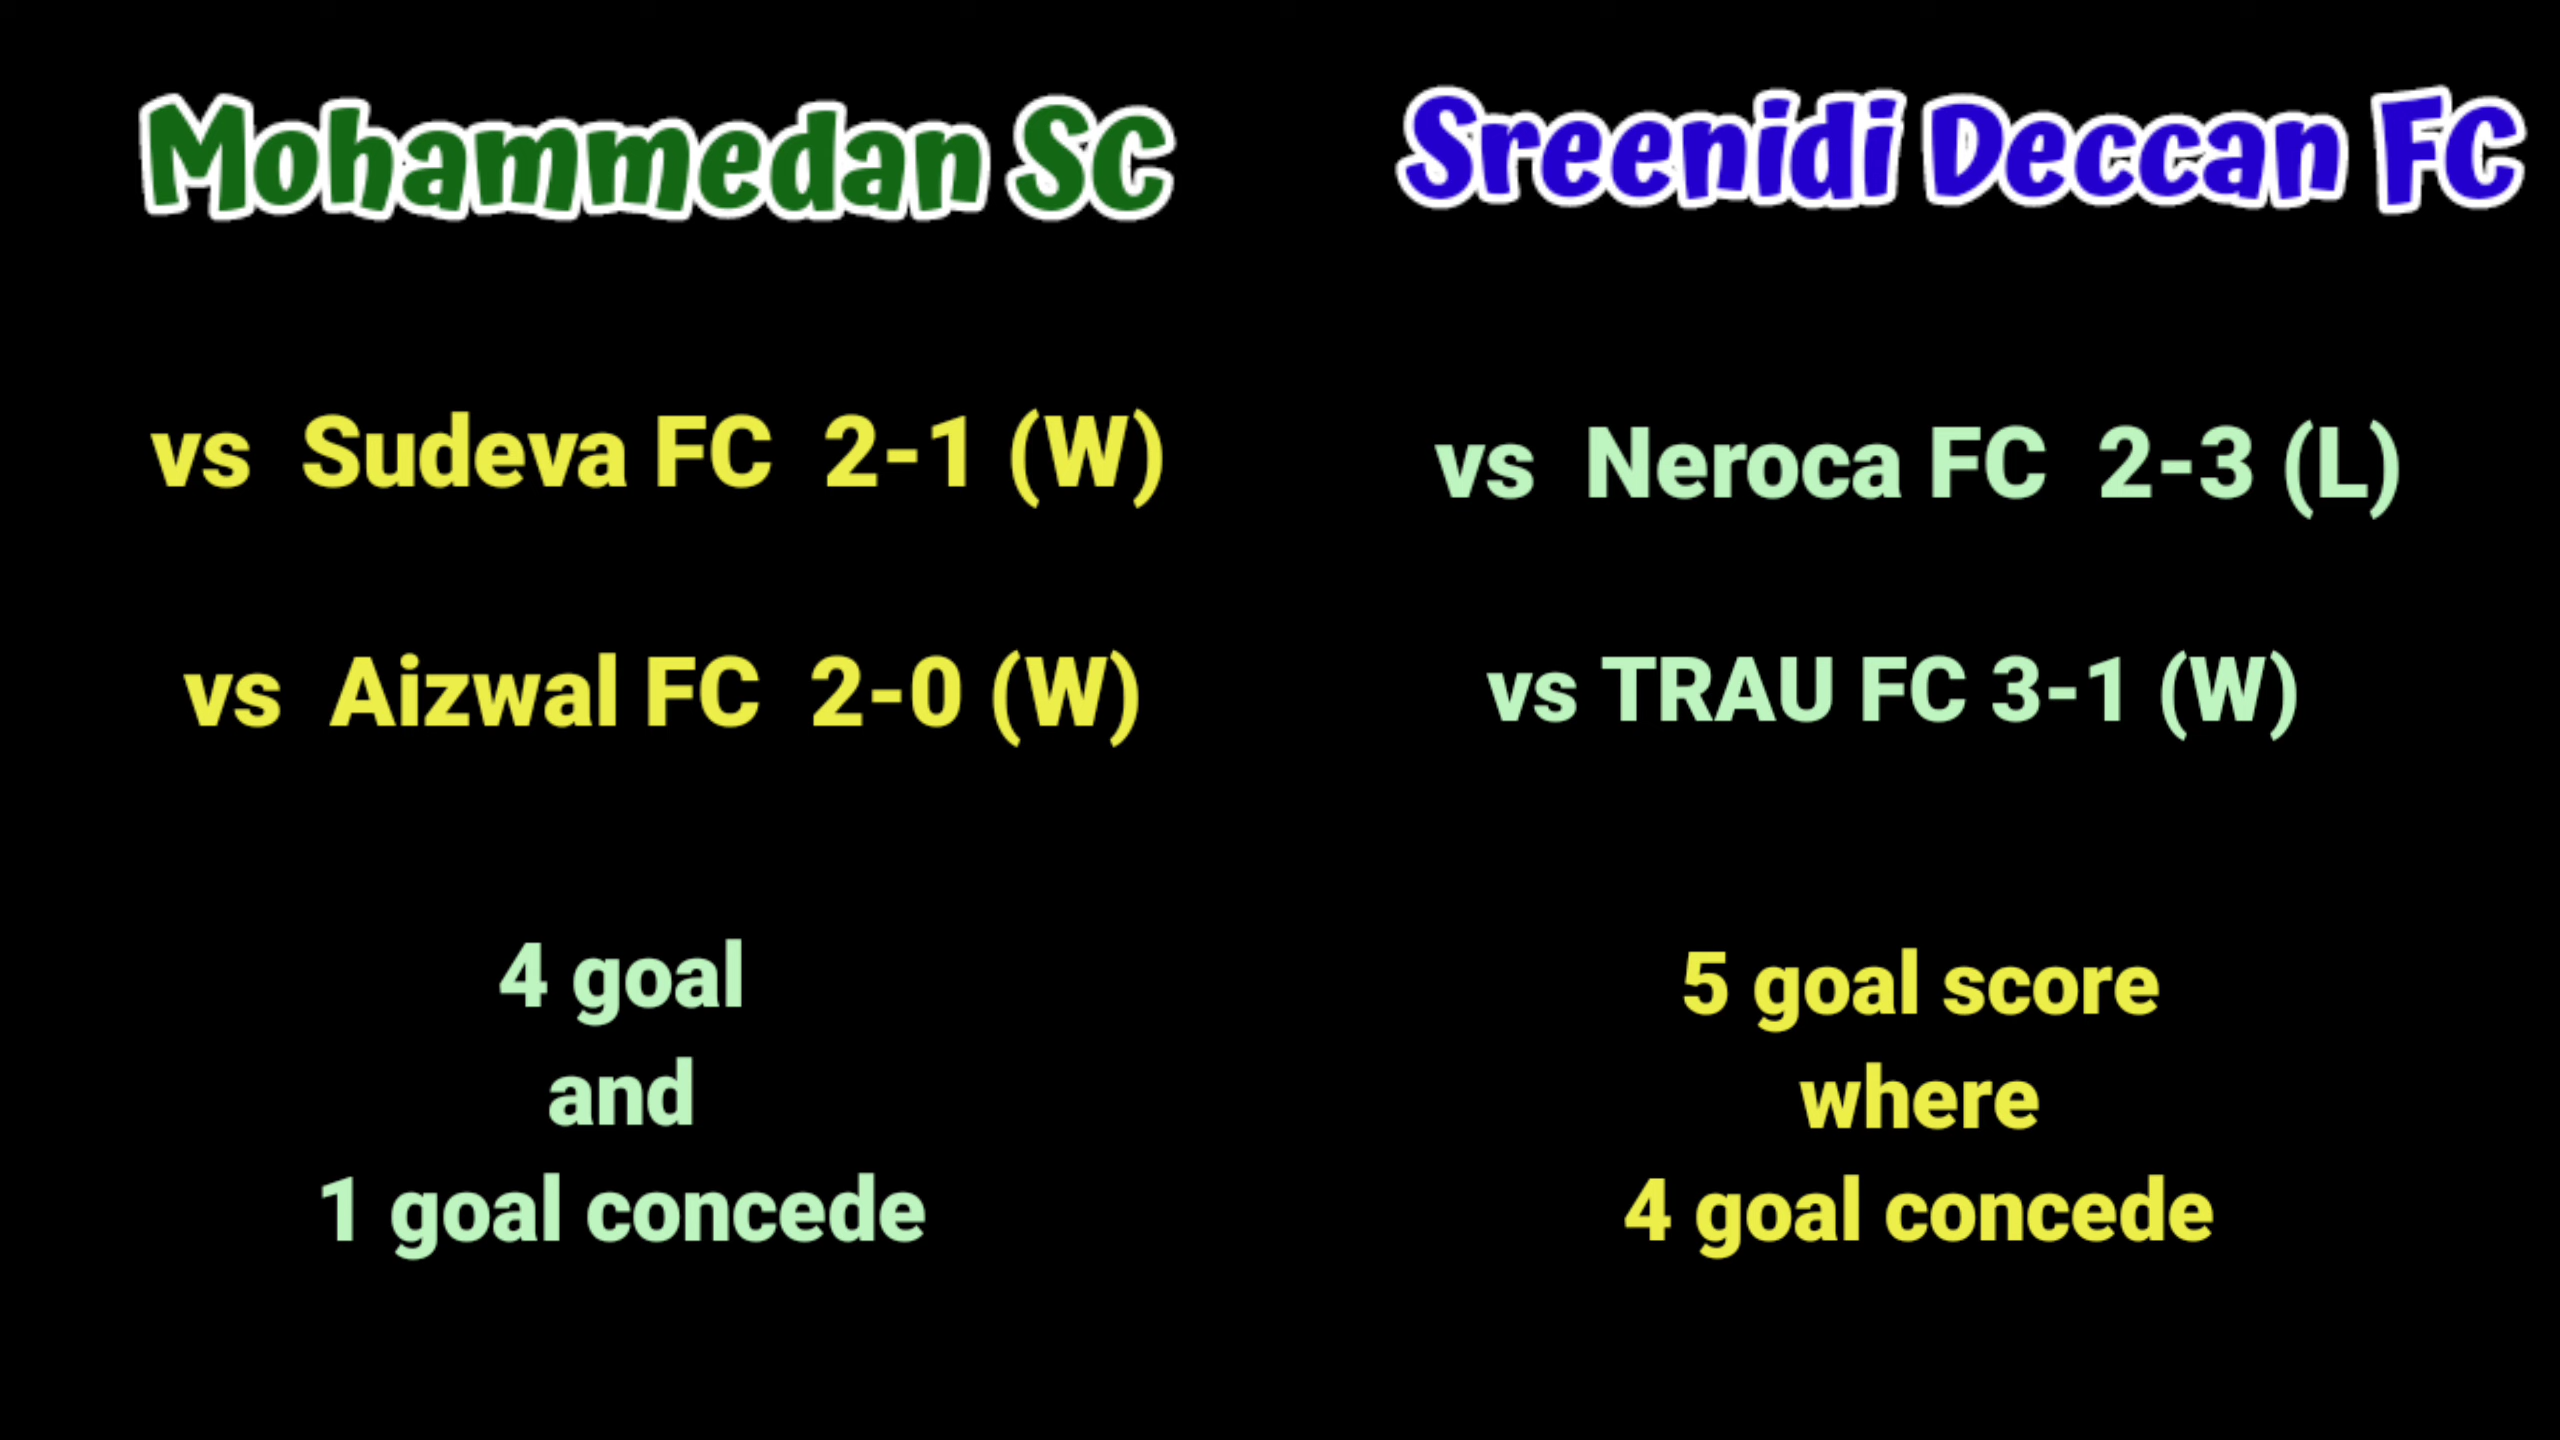 Mohammedan SC
vs Sudeva FC 2-1 (W)
vs Aizwal FC 2-0 (W)
4 goal
and
1 goal concede
Sreenidi Deccan FC
vs Neroca FC 2-3 (L)
vs TRAU FC 3-1 (W)
5 goal score
where
4 goal concede